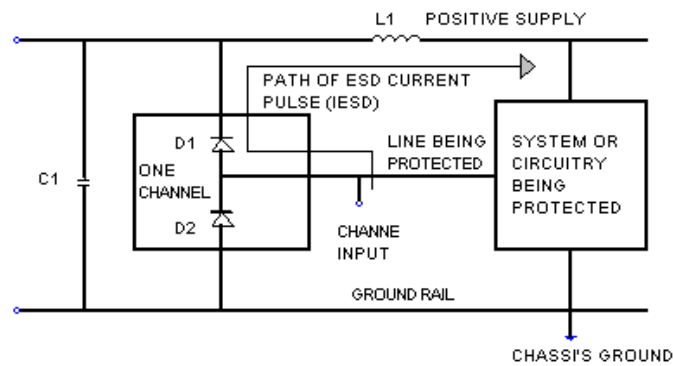 L1 POSITIVE SUPPLY
PATH OF ESD CURRENT
PULSE (IESD)
D1
ONE
CHANNEL
D2
C1
LINE BEING
PROTECTED
SYSTEM OR
CIRCUITRY
BEING
PROTECTED
CHANNE
INPUT
GROUND RAIL
CHASSI'S GROUND